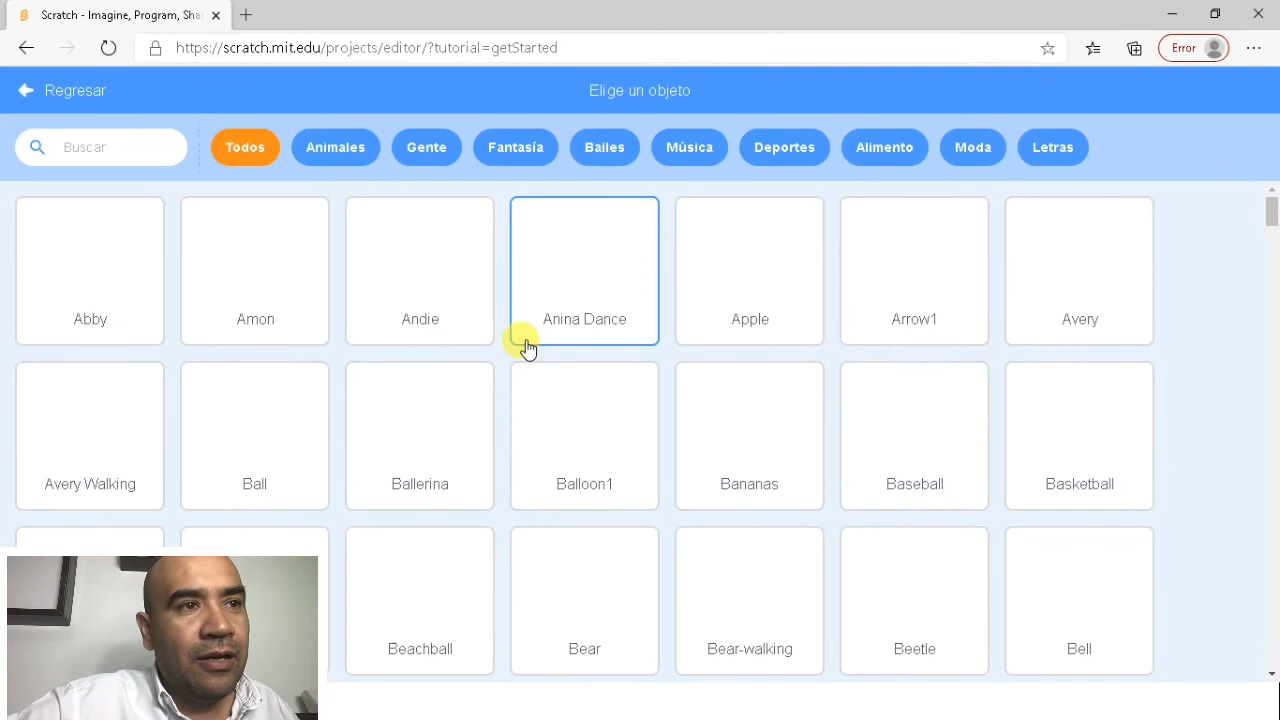 Scratch - Imagine, Program, Sha
https://scratch.mit.edu/projects/editor/?tutorial=getStarted
Error
Regresar
Elige un objeto
Buscar
Todos
Animales
Gente
Fantasía
Bailes
Música
Deportes
Alimento
Moda
Letras
Abby
Amon
Andie
Anina Dance
Apple
Arrow1
Avery
Avery Walking
Ball
Ballerina
Balloon1
Bananas
Baseball
Basketball
Beachball
Bear
Bear-walking
Beetle
Bell